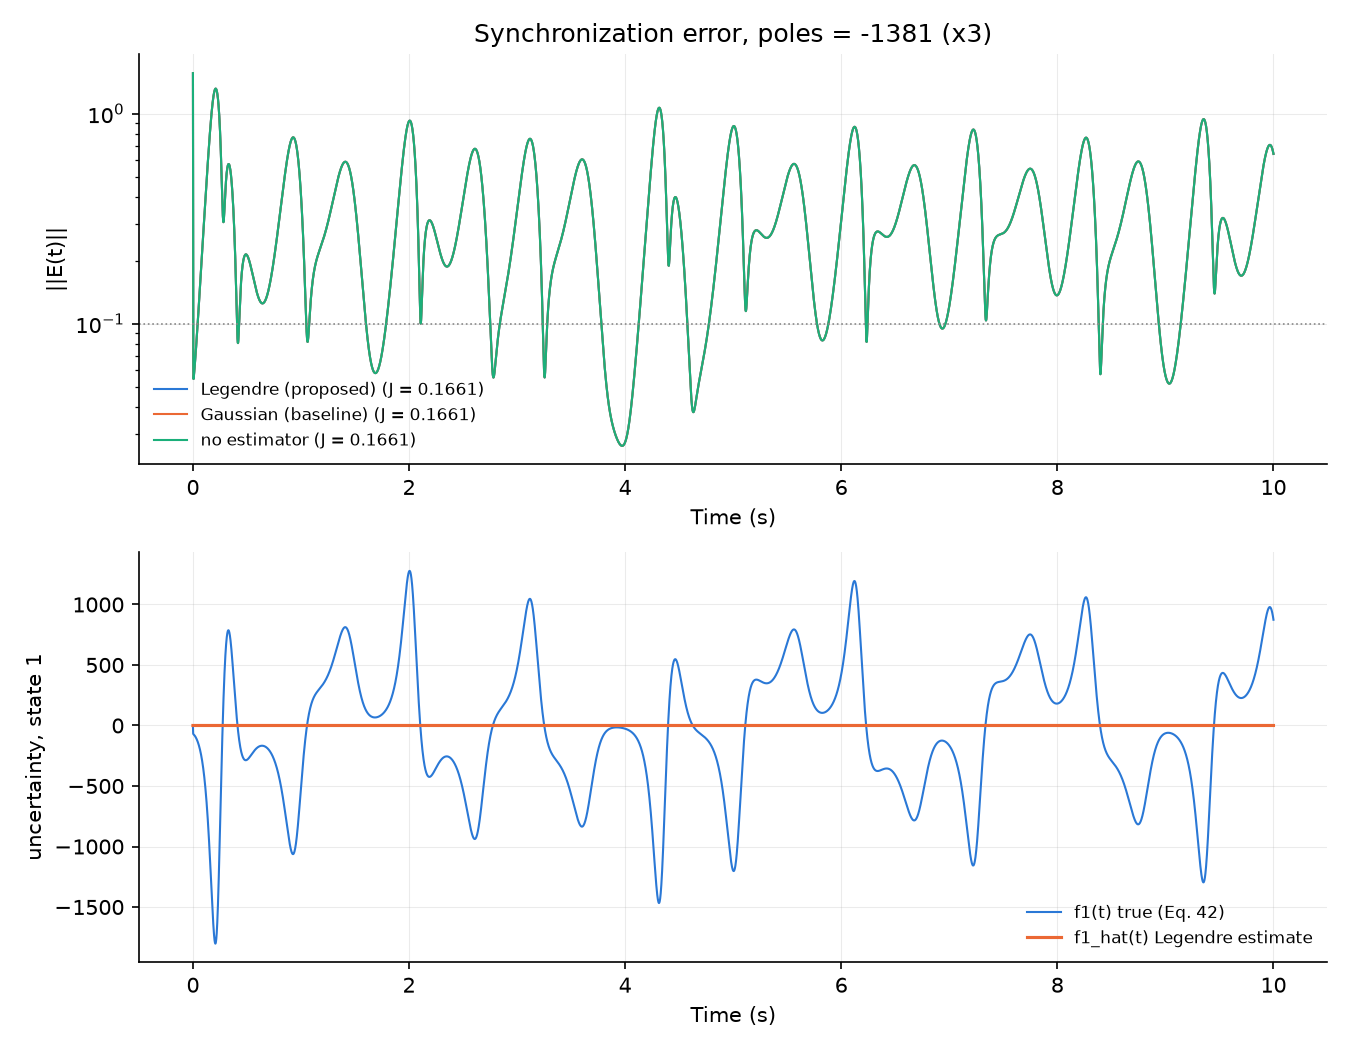 Synchronization error, poles = -1381 (x3)
||E(t)||
10⁰
10⁻¹
Legendre (proposed) (J = 0.1661)
Gaussian (baseline) (J = 0.1661)
no estimator (J = 0.1661)
0 2 4 6 8 10
Time (s)
uncertainty, state 1
1000
500
0
−500
−1000
−1500
f1(t) true (Eq. 42)
f1_hat(t) Legendre estimate
0 2 4 6 8 10
Time (s)